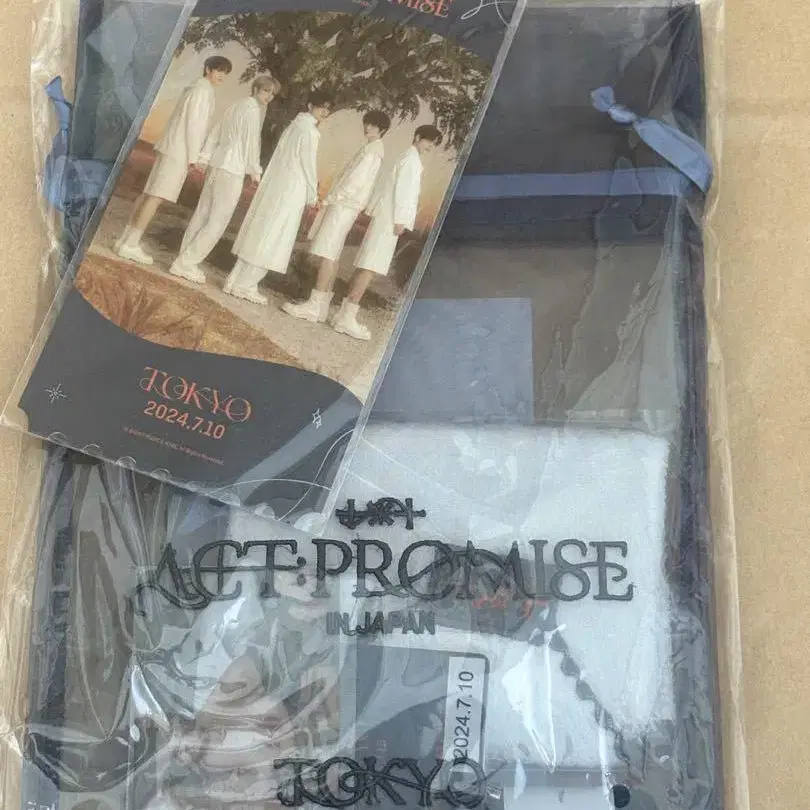 TOKYO
2024.7.10
ACT:PROMISE
IN JAPAN
2024.7.10
TOKYO